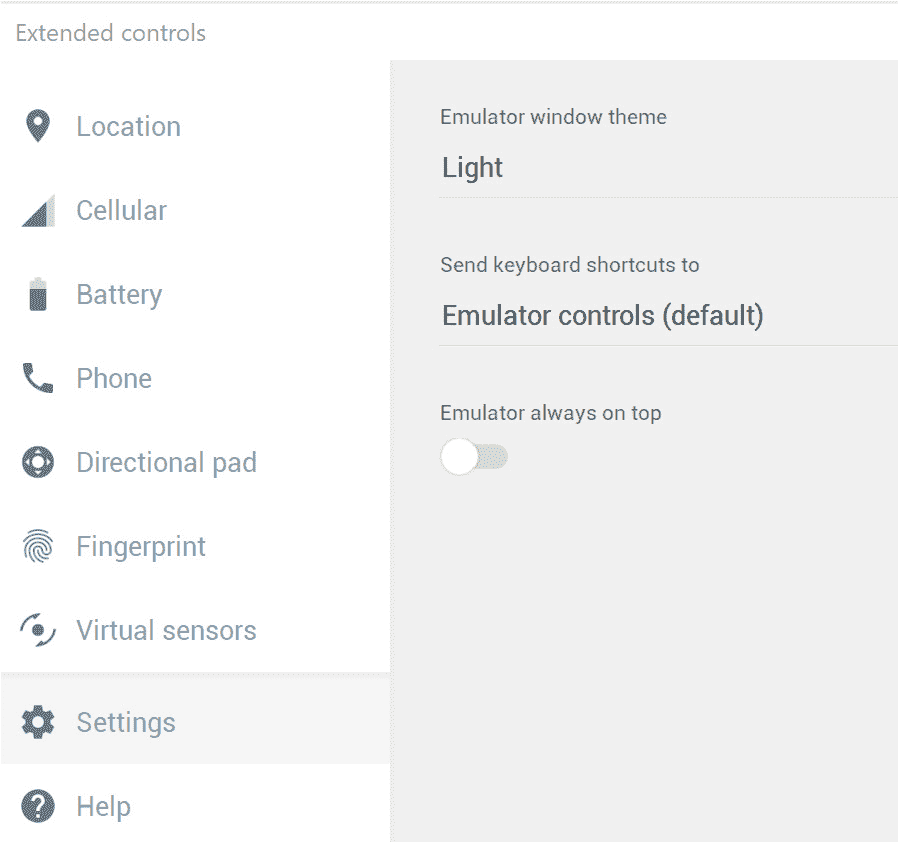 Extended controls
Location
Cellular
Battery
Phone
Directional pad
Fingerprint
Virtual sensors
Settings
Help
Emulator window theme
Light
Send keyboard shortcuts to
Emulator controls (default)
Emulator always on top